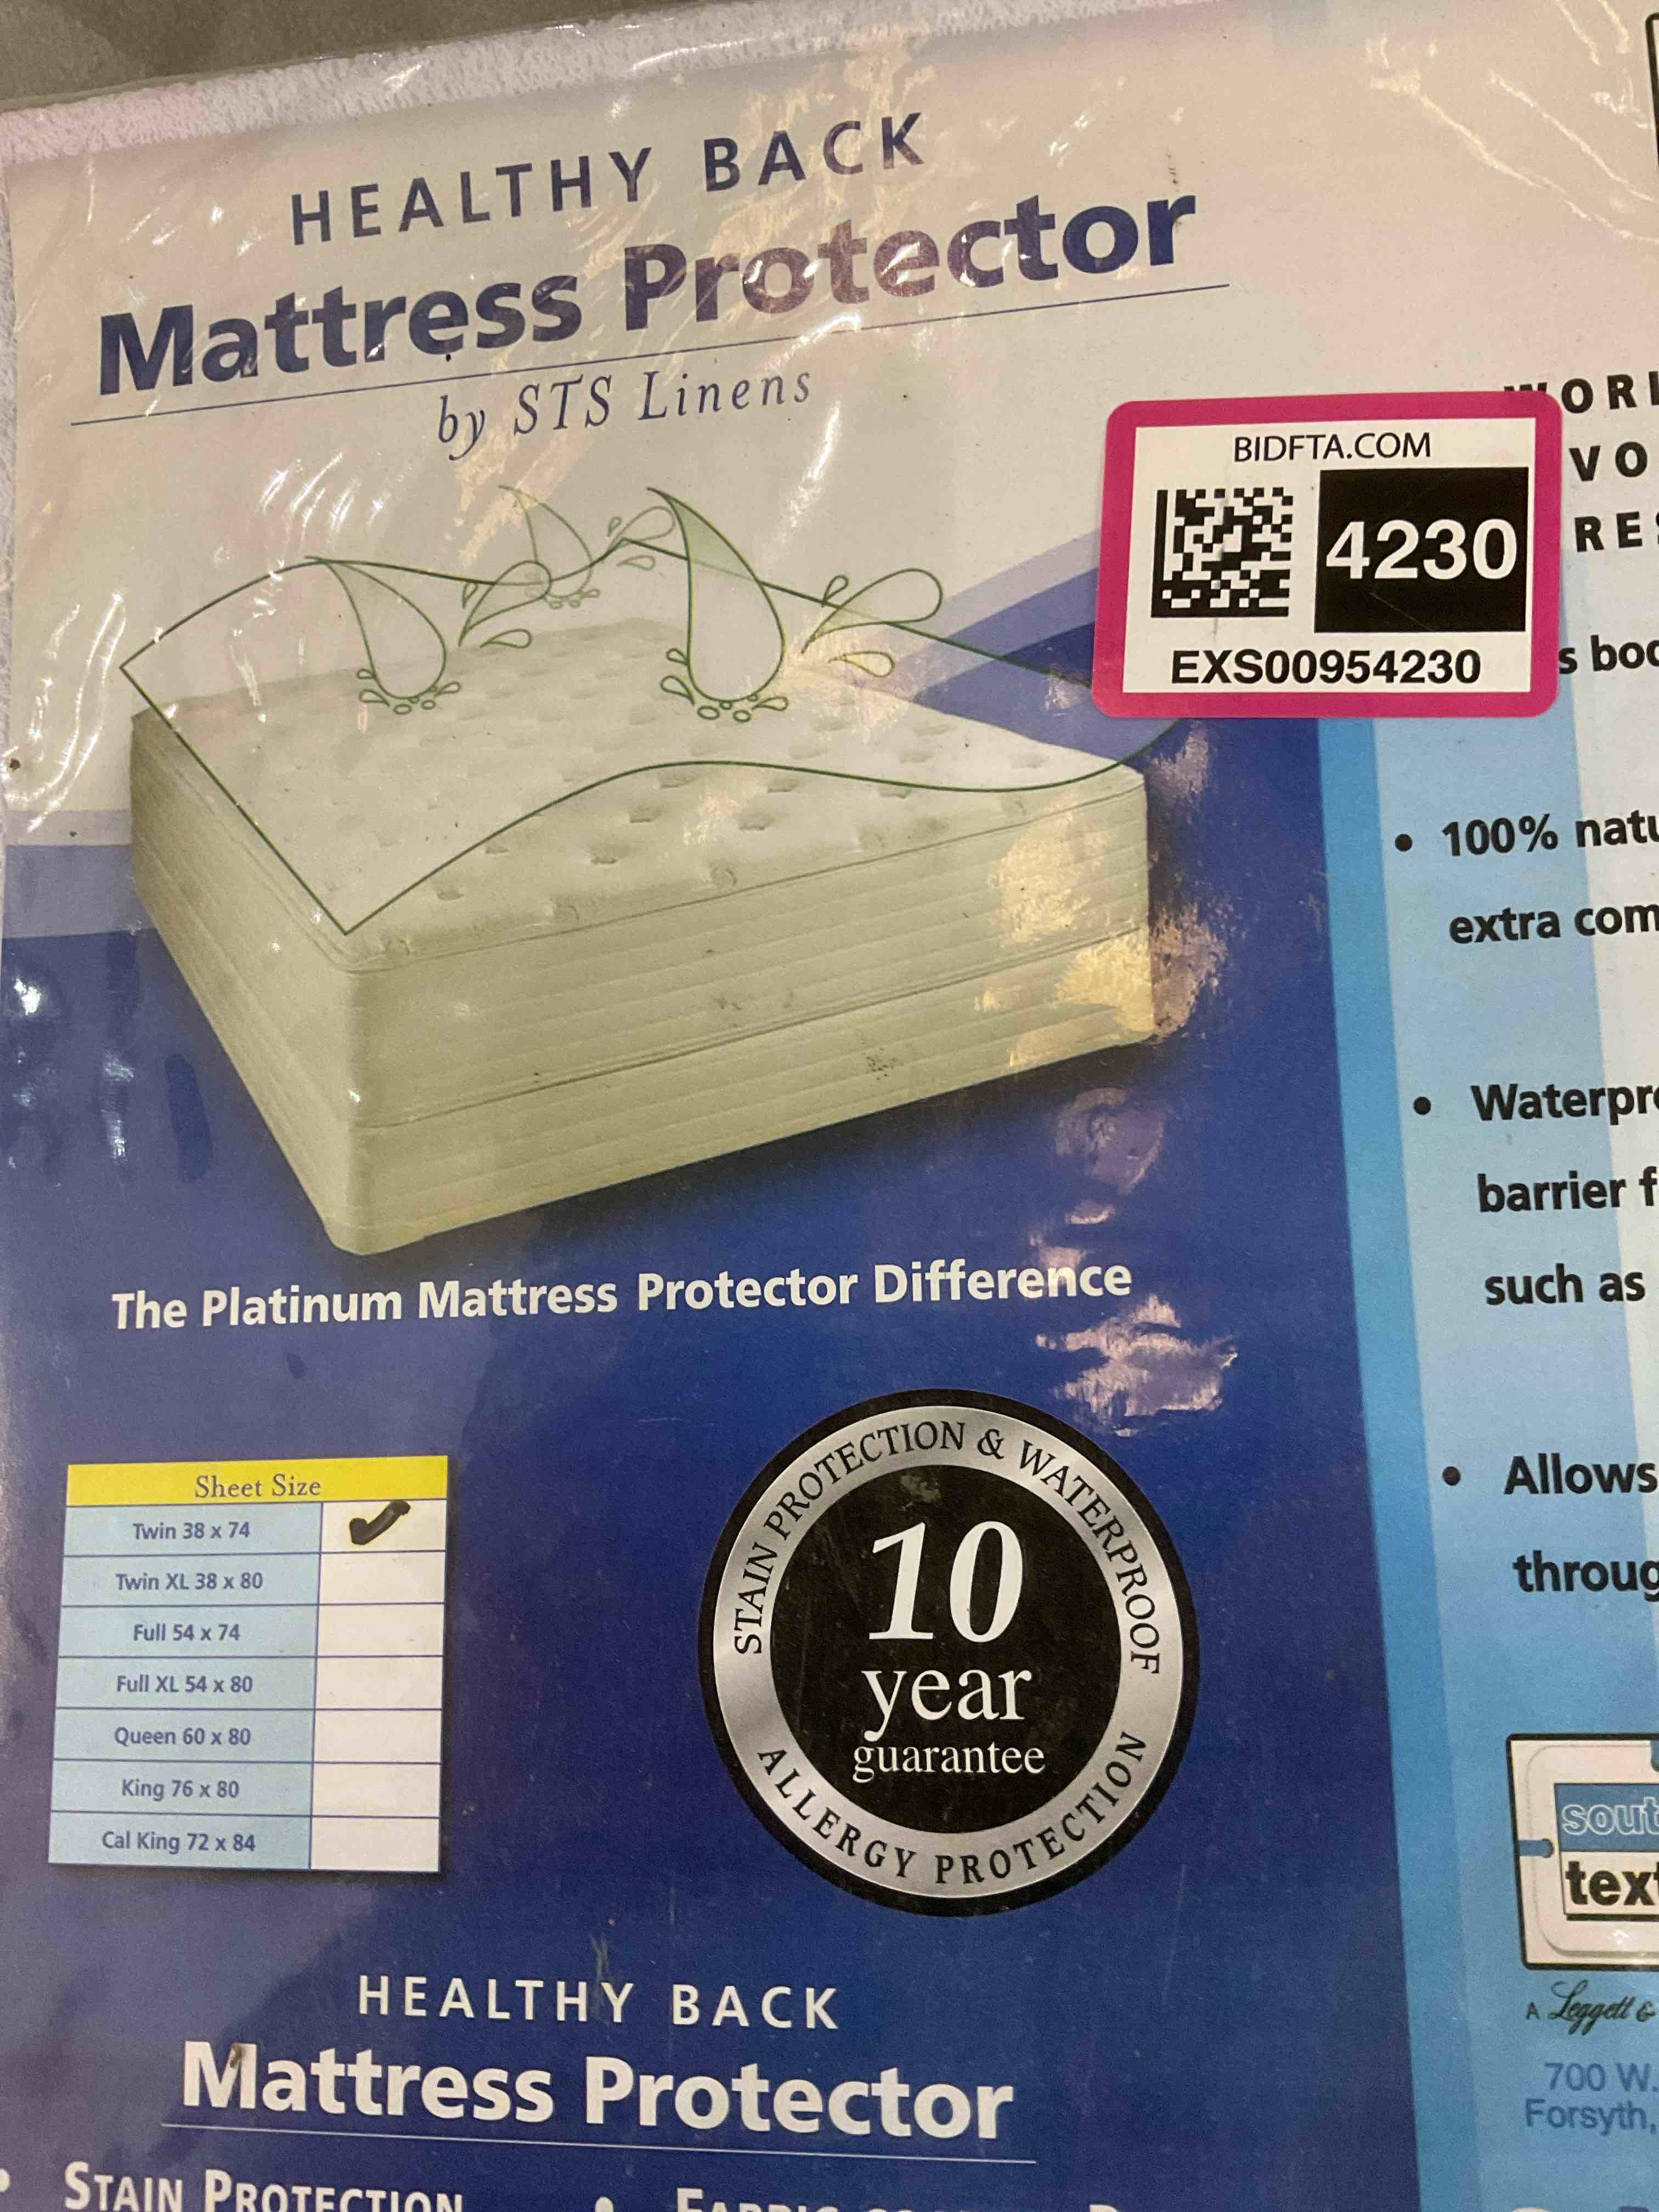 HEALTHY BACK
Mattress Protector
by STS Linens
BIDFTA.COM
4230
EXS00954230
The Platinum Mattress Protector Difference
Sheet Size
Twin 38 x 74
Twin XL 38 x 80
Full 54 x 74
Full XL 54 x 80
Queen 60 x 80
King 76 x 80
Cal King 72 x 84
STAIN PROTECTION & WATERPROOF
10
year
guarantee
ALLERGY PROTECTION
HEALTHY BACK
Mattress Protector
• STAIN PROTECTION
• 100% natu
extra com
• Waterpro
barrier f
such as
• Allows
throug
sout
text
A Leggett &
700 W.
Forsyth,